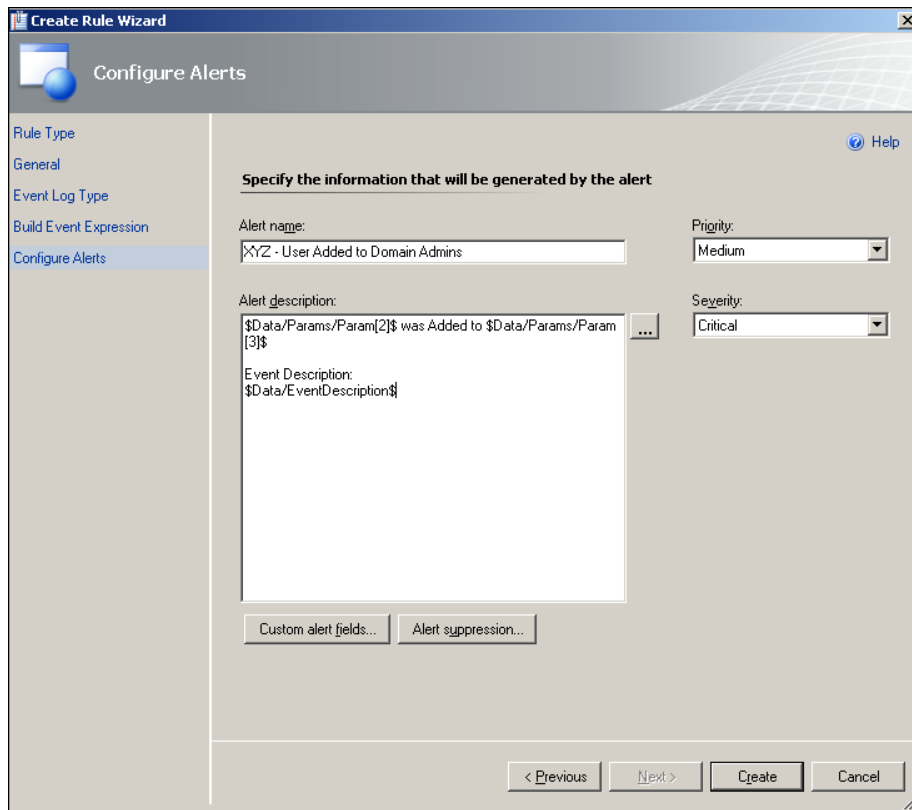 Create Rule Wizard
Configure Alerts
Rule Type
General
Event Log Type
Build Event Expression
Configure Alerts
Help
Specify the information that will be generated by the alert
Alert name:
XYZ - User Added to Domain Admins
Priority:
Medium
Alert description:
$Data/Params/Param[2]$ was Added to $Data/Params/Param
[3]$
Event Description:
$Data/EventDescription$
...
Severity:
Critical
Custom alert fields...
Alert suppression...
< Previous
Next >
Create
Cancel